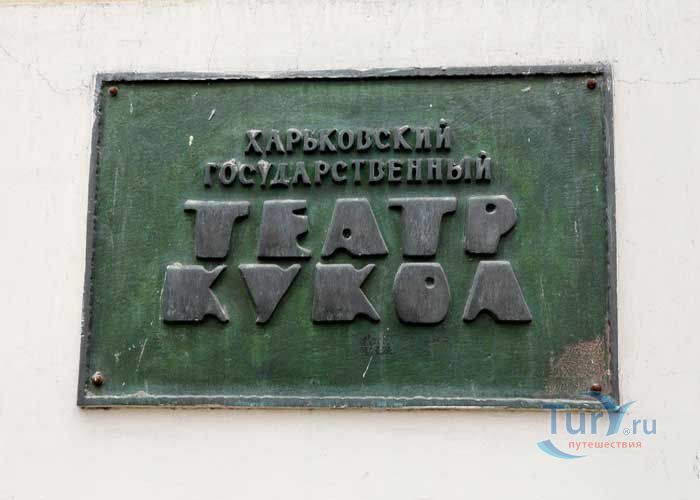 ХАРЬКОВСКИЙ
ГОСУДАРСТВЕННЫЙ
ТЕАТР
КУКОЛ
TurY.ru
путешествия